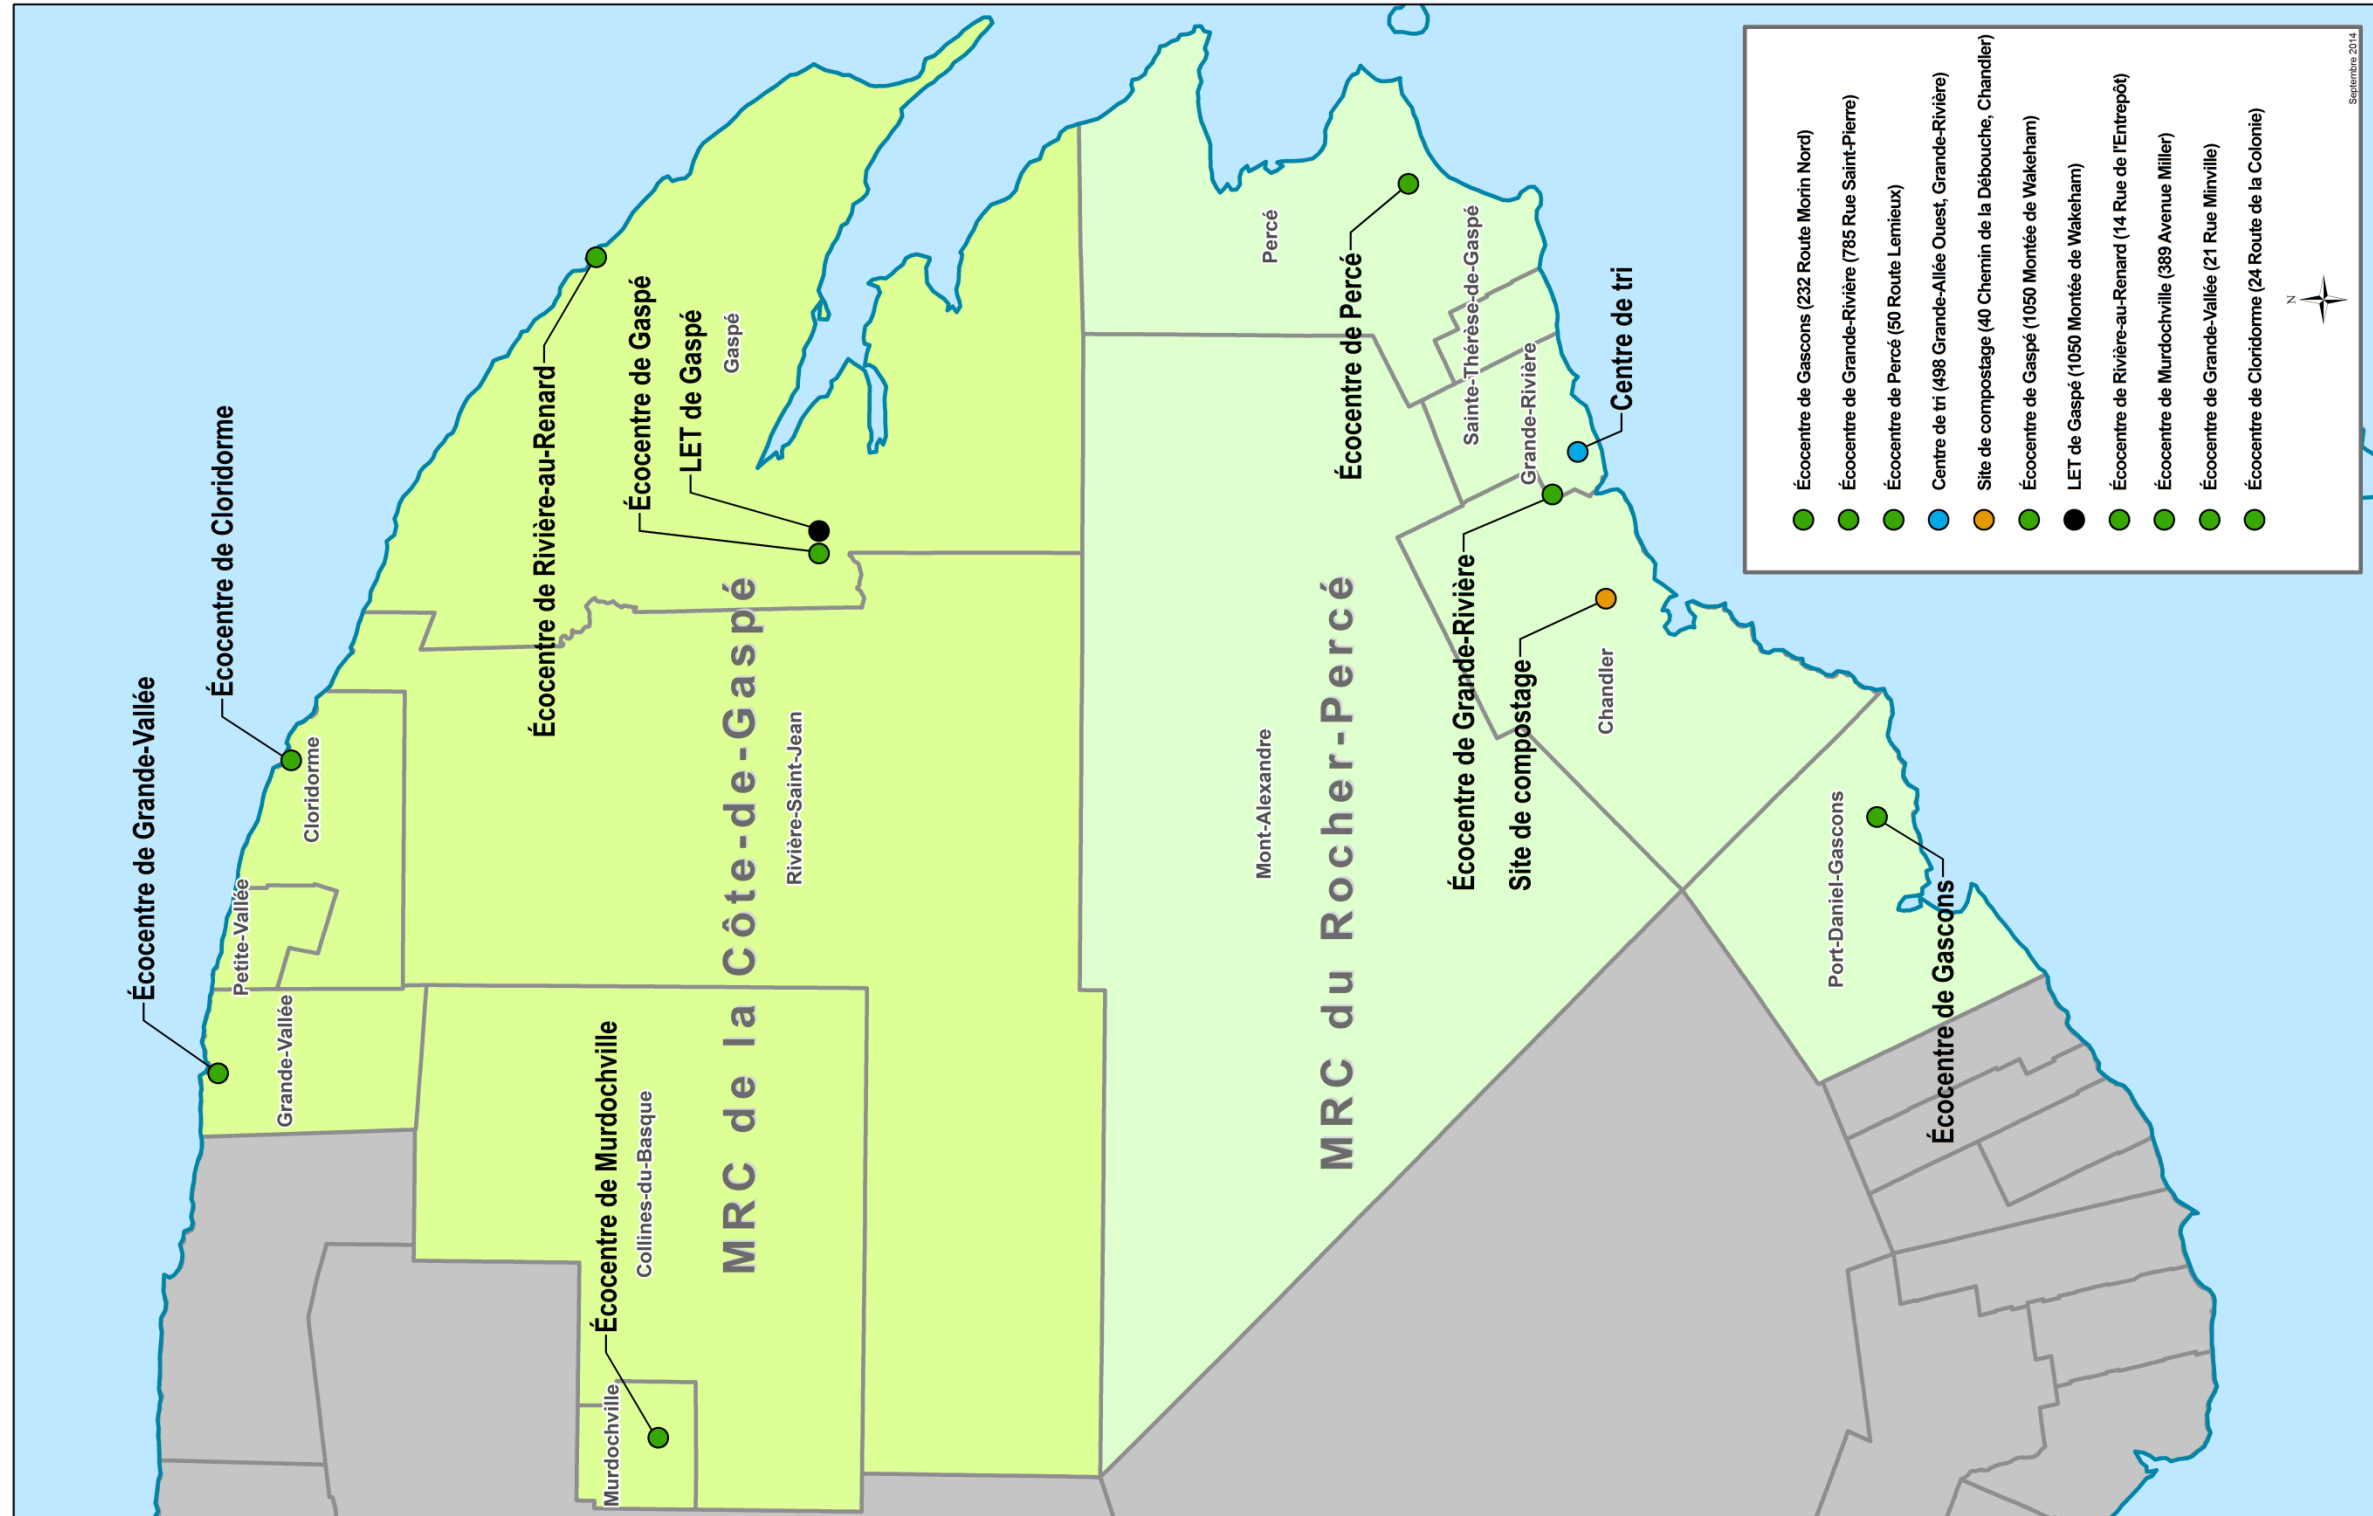 Écocentre de Grande-Vallée
Écocentre de Cloridorme
Petite-Vallée
Grande-Vallée
Cloridorme
Écocentre de Rivière-au-Renard
Écocentre de Murdochville
Murdochville
Collines-du-Basque
Écocentre de Gaspé
LET de Gaspé
Gaspé
MRC de la Côte-de-Gaspé
Rivière-Saint-Jean
Mont-Alexandre
Percé
MRC du Rocher-Percé
Écocentre de Percé
Écocentre de Grande-Rivière
Sainte-Thérèse-de-Gaspé
Site de compostage
Grande-Rivière
Chandler
Centre de tri
Port-Daniel-Gascons
Écocentre de Gascons
Écocentre de Gascons (232 Route Morin Nord)
Écocentre de Grande-Rivière (785 Rue Saint-Pierre)
Écocentre de Percé (50 Route Lemieux)
Centre de tri (498 Grande-Allée Ouest, Grande-Rivière)
Site de compostage (40 Chemin de la Débouche, Chandler)
Écocentre de Gaspé (1050 Montée de Wakeham)
LET de Gaspé (1050 Montée de Wakeham)
Écocentre de Rivière-au-Renard (14 Rue de l'Entrepôt)
Écocentre de Murdochville (389 Avenue Miller)
Écocentre de Grande-Vallée (21 Rue Minville)
Écocentre de Cloridorme (24 Route de la Colonie)
N
Septembre 2014